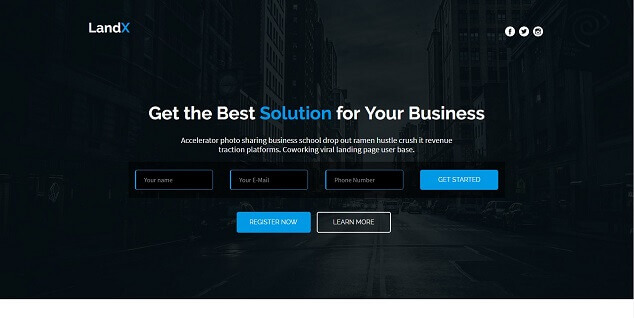 LandX
Get the Best Solution for Your Business
Accelerator photo sharing business school drop out ramen hustle crush it revenue
traction platforms. Coworking viral landing page user base.
Your name
Your E-Mail
Phone Number
GET STARTED
REGISTER NOW
LEARN MORE